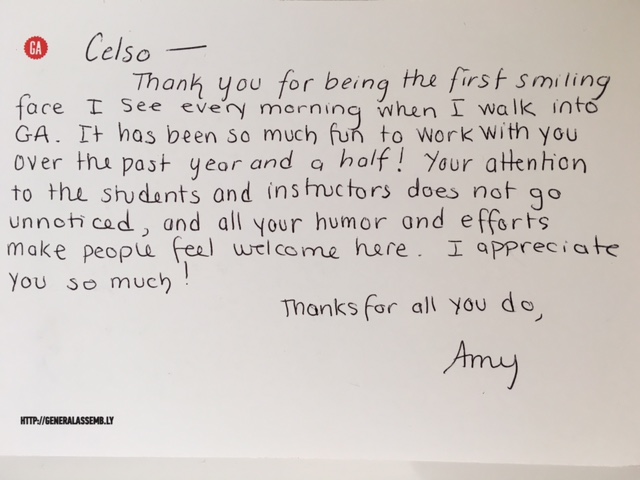 GA
Celso —
Thank you for being the first smiling
face I see every morning when I walk into
GA. It has been so much fun to work with you
over the past year and a half! Your attention
to the students and instructors does not go
unnoticed, and all your humor and efforts
make people feel welcome here. I appreciate
you so much!
Thanks for all you do,
Amy
HTTP://GENERALASSEMB.LY